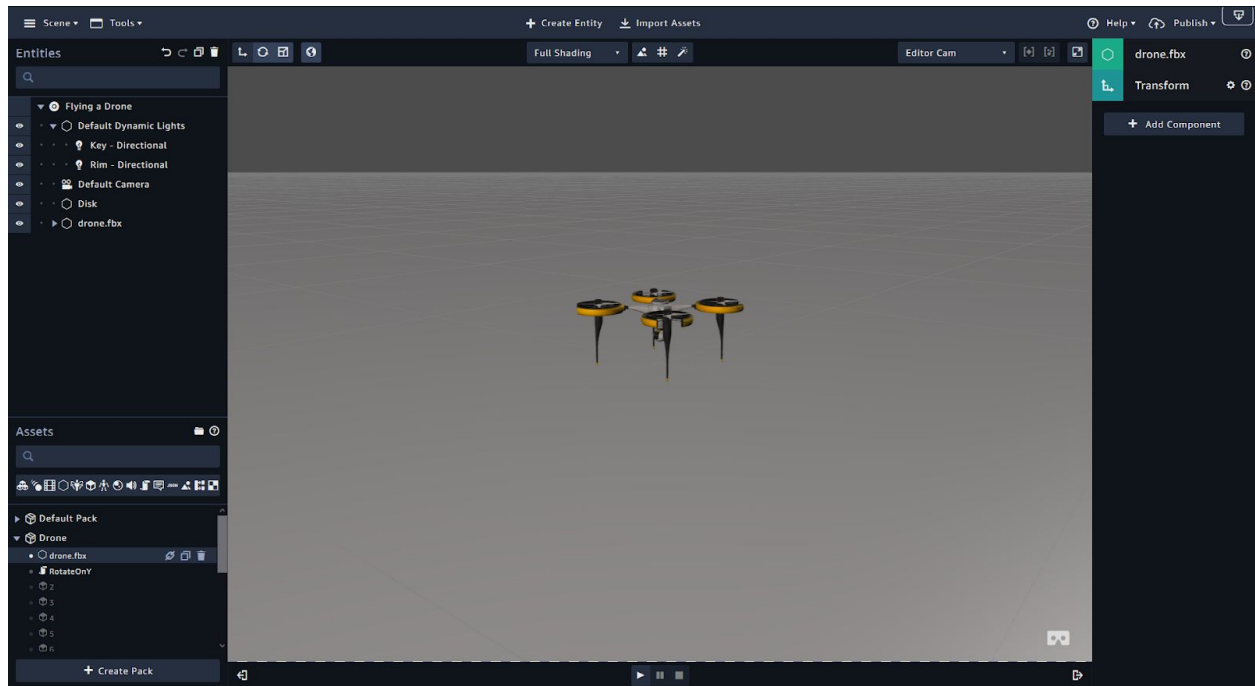 Scene Tools Create Entity Import Assets Help Publish
Entities
Full Shading
Editor Cam
drone.fbx
Transform
Add Component
Flying a Drone
Default Dynamic Lights
Key - Directional
Rim - Directional
Default Camera
Disk
drone.fbx
Assets
Default Pack
Drone
drone.fbx
RotateOnY
2
3
4
5
6
Create Pack